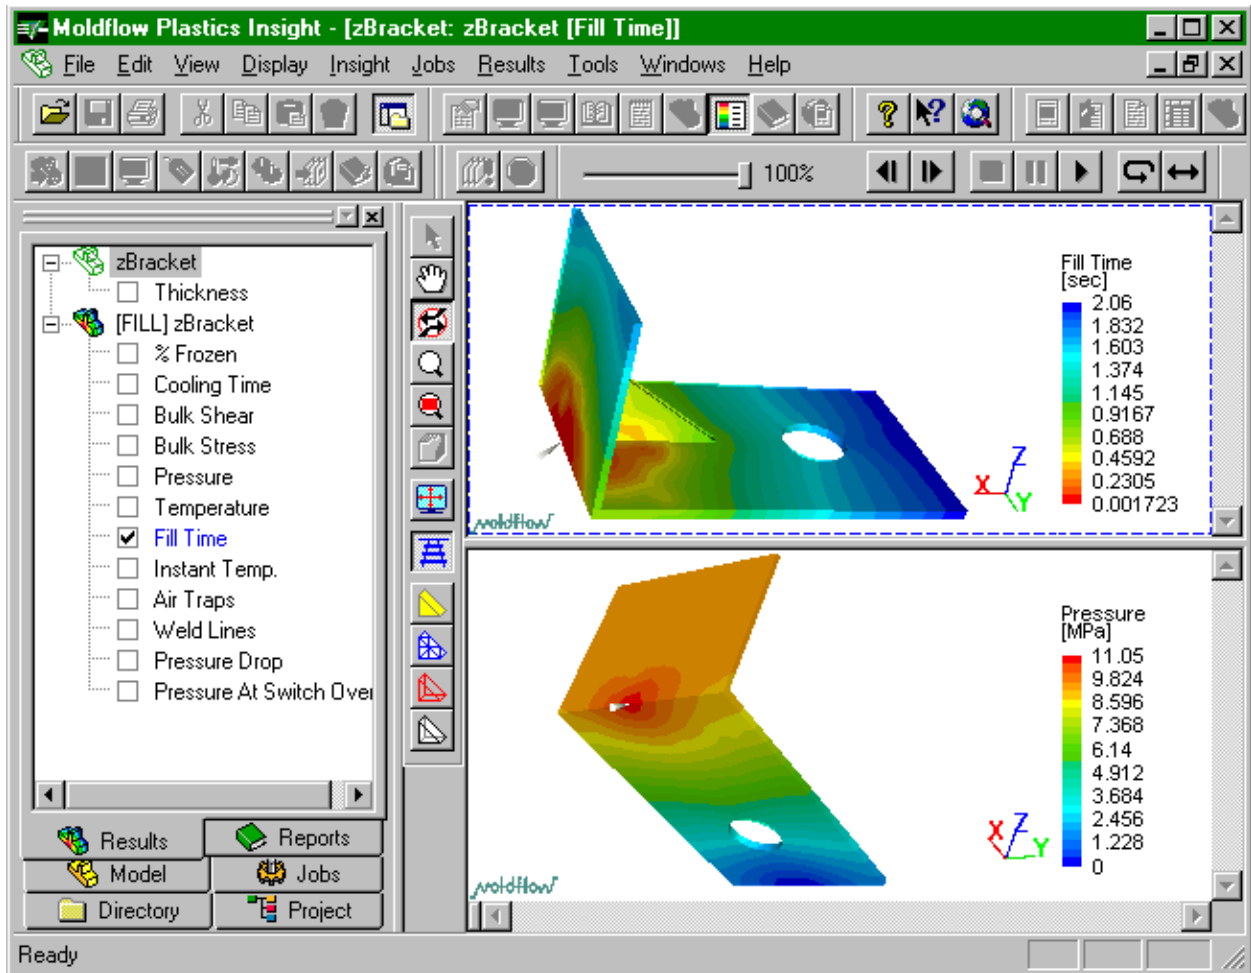 Moldflow Plastics Insight - [zBracket: zBracket [Fill Time]]
File Edit View Display Insight Jobs Results Tools Windows Help
100%
zBracket
Thickness
[FILL] zBracket
% Frozen
Cooling Time
Bulk Shear
Bulk Stress
Pressure
Temperature
Fill Time
Instant Temp.
Air Traps
Weld Lines
Pressure Drop
Pressure At Switch Over
Results Reports
Model Jobs
Directory Project
Fill Time
[sec]
2.06
1.832
1.603
1.374
1.145
0.9167
0.688
0.4592
0.2305
0.001723
X Z Y
moldflow
Pressure
[MPa]
11.05
9.824
8.596
7.368
6.14
4.912
3.684
2.456
1.228
0
X Z Y
moldflow
Ready